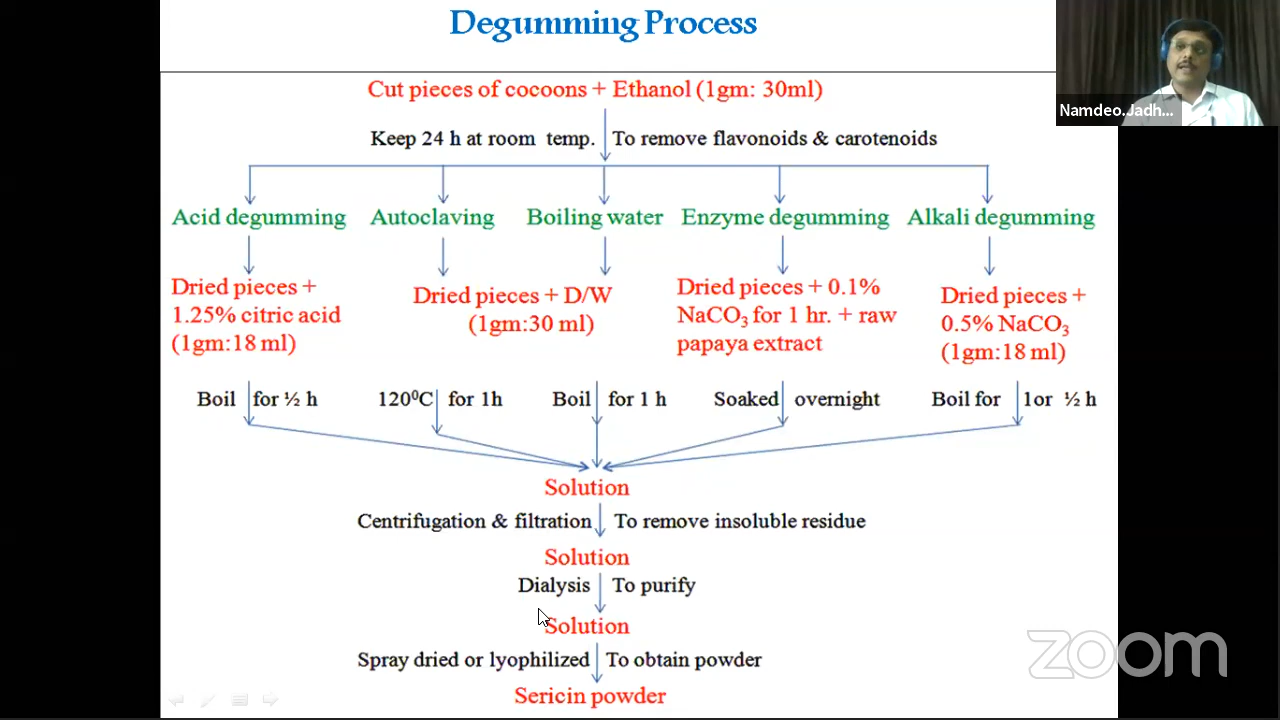 Degumming Process
Namdeo.Jadh...
Cut pieces of cocoons + Ethanol (1gm: 30ml)
Keep 24 h at room temp. To remove flavonoids & carotenoids
Acid degumming Autoclaving Boiling water Enzyme degumming Alkali degumming
Dried pieces +
1.25% citric acid
(1gm:18 ml)
Dried pieces + D/W
(1gm:30 ml)
Dried pieces + 0.1%
NaCO₃ for 1 hr. + raw
papaya extract
Dried pieces +
0.5% NaCO₃
(1gm:18 ml)
Boil for ½ h 120⁰C for 1h Boil for 1 h Soaked overnight Boil for 1or ½ h
Solution
Centrifugation & filtration To remove insoluble residue
Solution
Dialysis To purify
Solution
Spray dried or lyophilized To obtain powder
Sericin powder
zoom